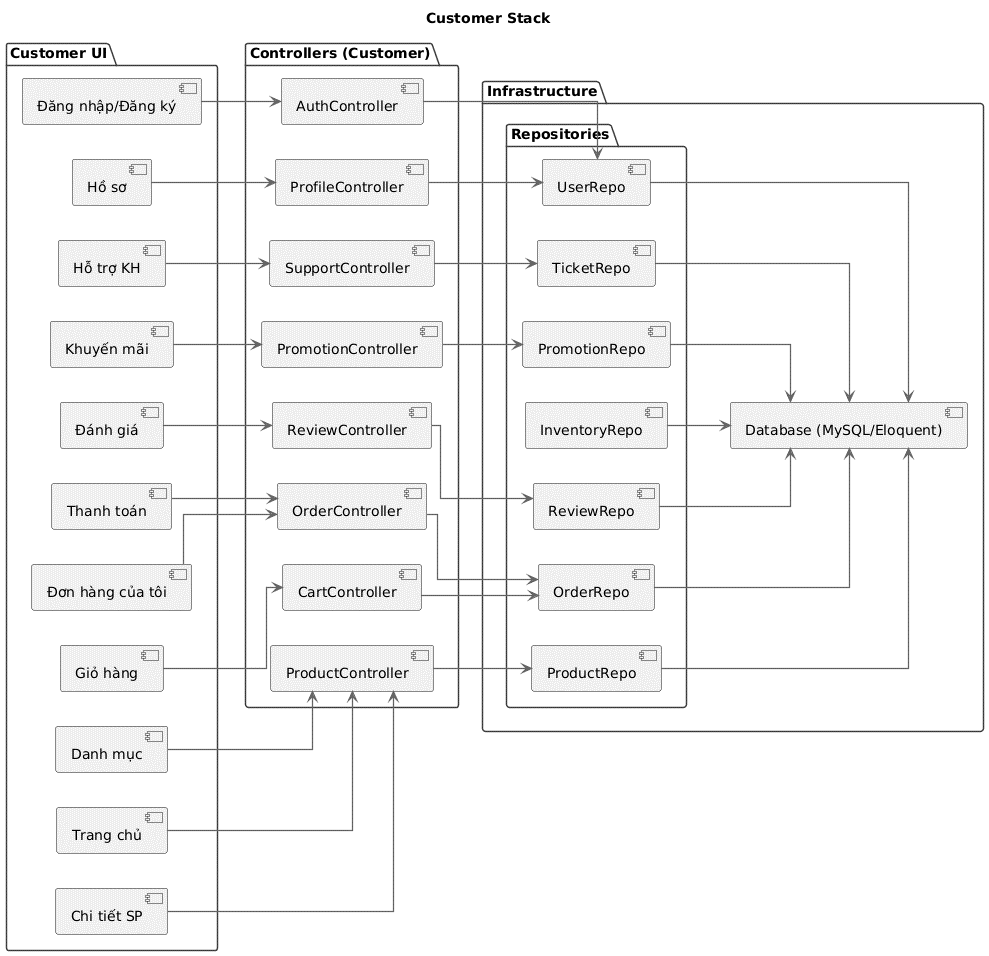 Customer Stack
Customer UI
Đăng nhập/Đăng ký
Hồ sơ
Hỗ trợ KH
Khuyến mãi
Đánh giá
Thanh toán
Đơn hàng của tôi
Giỏ hàng
Danh mục
Trang chủ
Chi tiết SP
Controllers (Customer)
AuthController
ProfileController
SupportController
PromotionController
ReviewController
OrderController
CartController
ProductController
Infrastructure
Repositories
UserRepo
TicketRepo
PromotionRepo
InventoryRepo
ReviewRepo
OrderRepo
ProductRepo
Database (MySQL/Eloquent)